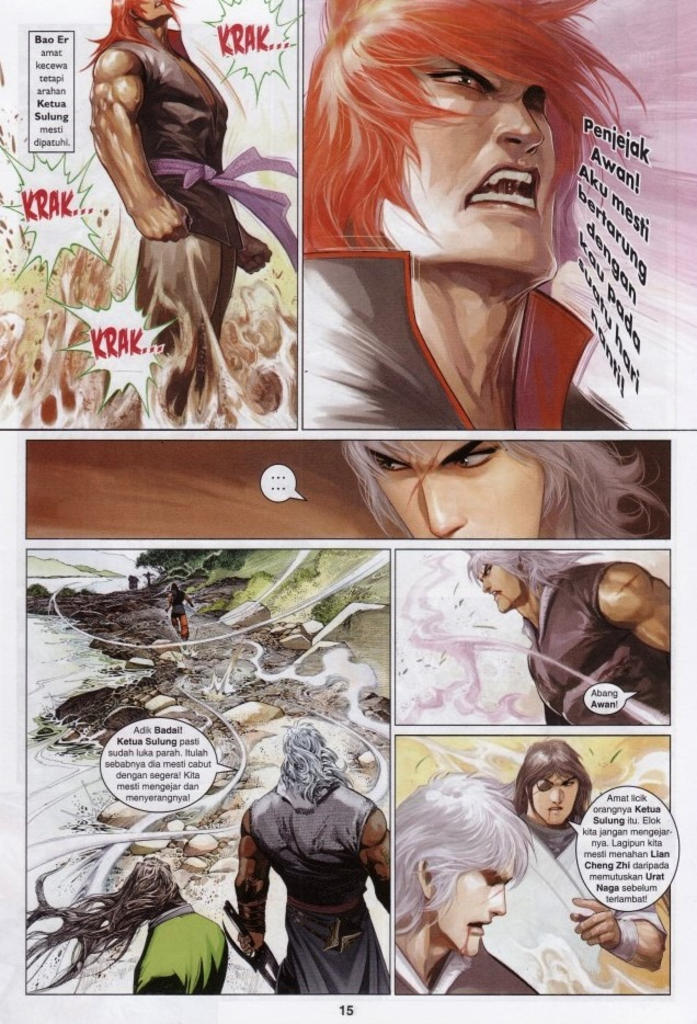 Bao Er
amat
kecewa
tetapi
arahan
Ketua
Sulung
mesti
dipatuhi.
KRAK...
KRAK...
KRAK...
Penjejak
Awan!
Aku mesti
bertarung
dengan
kau pada
suatu hari
nanti!
...
...
Adik Badai!
Ketua Sulung pasti
sudah luka parah. Itulah
sebabnya dia mesti cabut
dengan segera! Kita
mesti mengejar dan
menyerangnya!
Abang
Awan!
Amat licik
orangnya Ketua
Sulung itu. Elok
kita jangan mengejar-
nya. Lagipun kita
mesti menahan Lian
Cheng Zhi daripada
memutuskan Urat
Naga sebelum
terlambat!
15